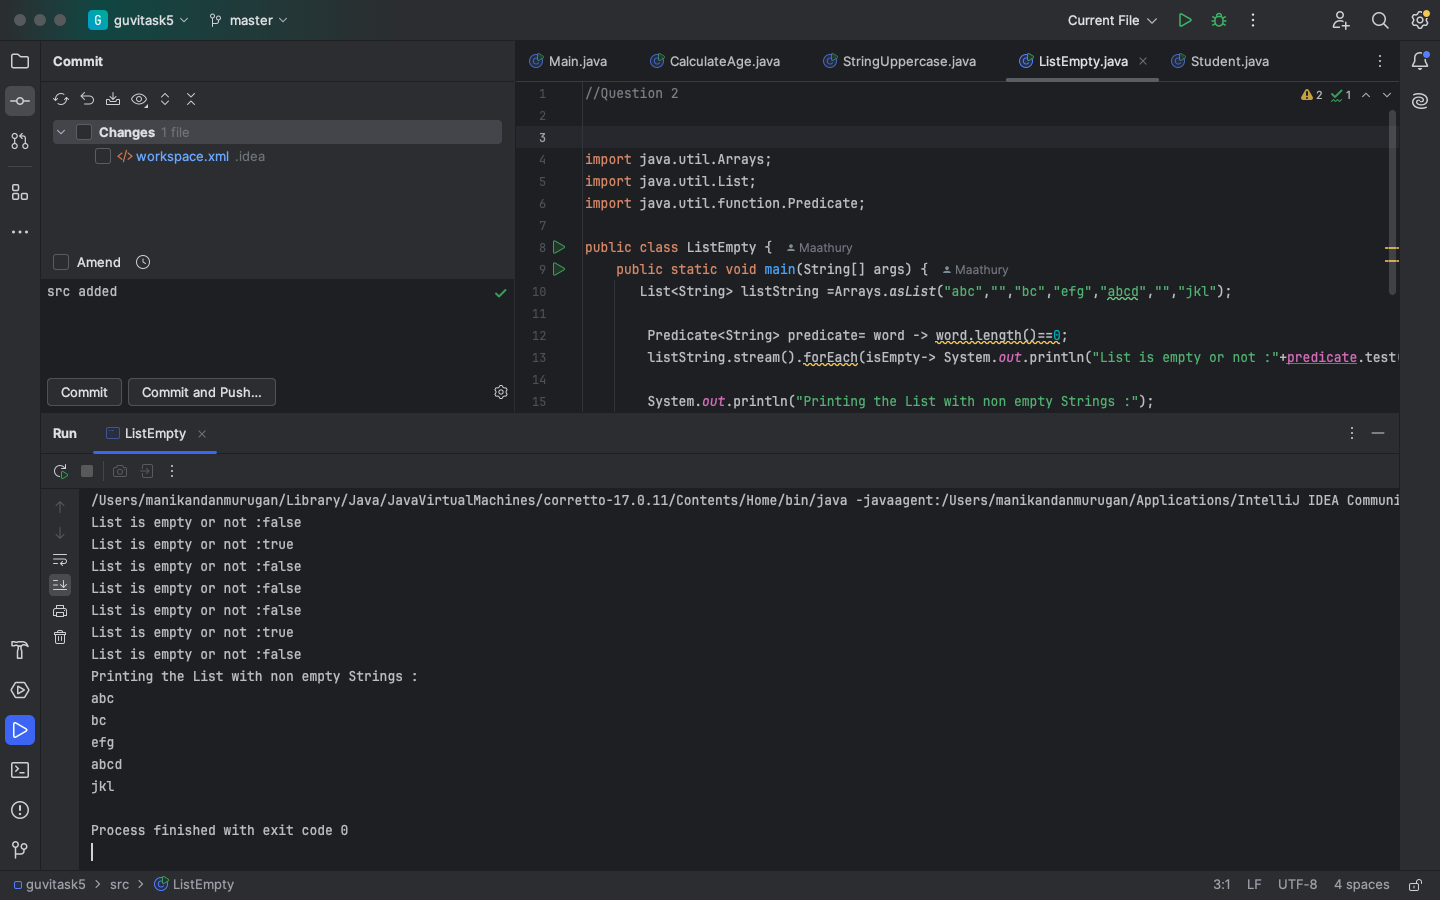 G guvitask5 master Current File
Commit
Main.java CalculateAge.java StringUppercase.java ListEmpty.java Student.java
Changes 1 file
</> workspace.xml .idea
Amend
src added
Commit Commit and Push...
2 1
1 //Question 2
2
3
4 import java.util.Arrays;
5 import java.util.List;
6 import java.util.function.Predicate;
7
8 public class ListEmpty { Maathury
9 public static void main(String[] args) { Maathury
10 List<String> listString =Arrays.asList("abc","","bc","efg","abcd","","jkl");
11
12 Predicate<String> predicate= word -> word.length()==0;
13 listString.stream().forEach(isEmpty-> System.out.println("List is empty or not :"+predicate.test(
14
15 System.out.println("Printing the List with non empty Strings :");
Run ListEmpty
/Users/manikandanmurugan/Library/Java/JavaVirtualMachines/corretto-17.0.11/Contents/Home/bin/java -javaagent:/Users/manikandanmurugan/Applications/IntelliJ IDEA Communi
List is empty or not :false
List is empty or not :true
List is empty or not :false
List is empty or not :false
List is empty or not :false
List is empty or not :true
List is empty or not :false
Printing the List with non empty Strings :
abc
bc
efg
abcd
jkl
Process finished with exit code 0
guvitask5 > src > ListEmpty 3:1 LF UTF-8 4 spaces